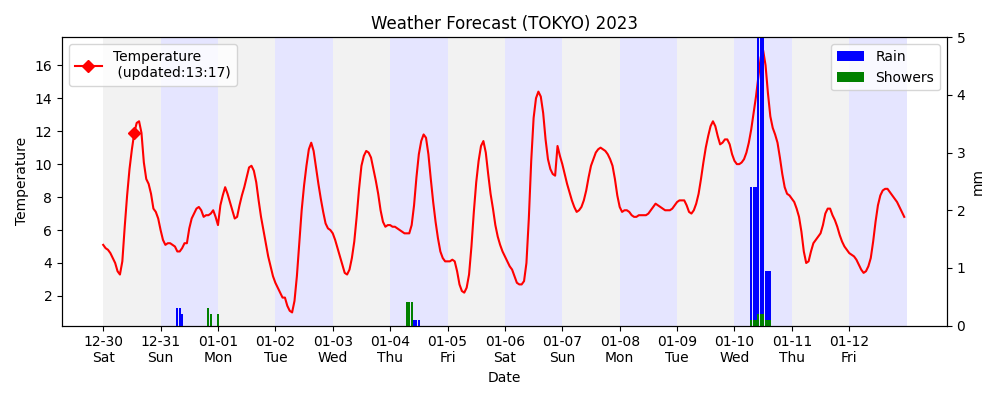 Weather Forecast (TOKYO) 2023
Temperature
(updated:13:17)
Rain
Showers
Temperature
16
14
12
10
8
6
4
2
5
4
3
2
1
0
mm
12-30 12-31 01-01 01-02 01-03 01-04 01-05 01-06 01-07 01-08 01-09 01-10 01-11 01-12
Sat Sun Mon Tue Wed Thu Fri Sat Sun Mon Tue Wed Thu Fri
Date